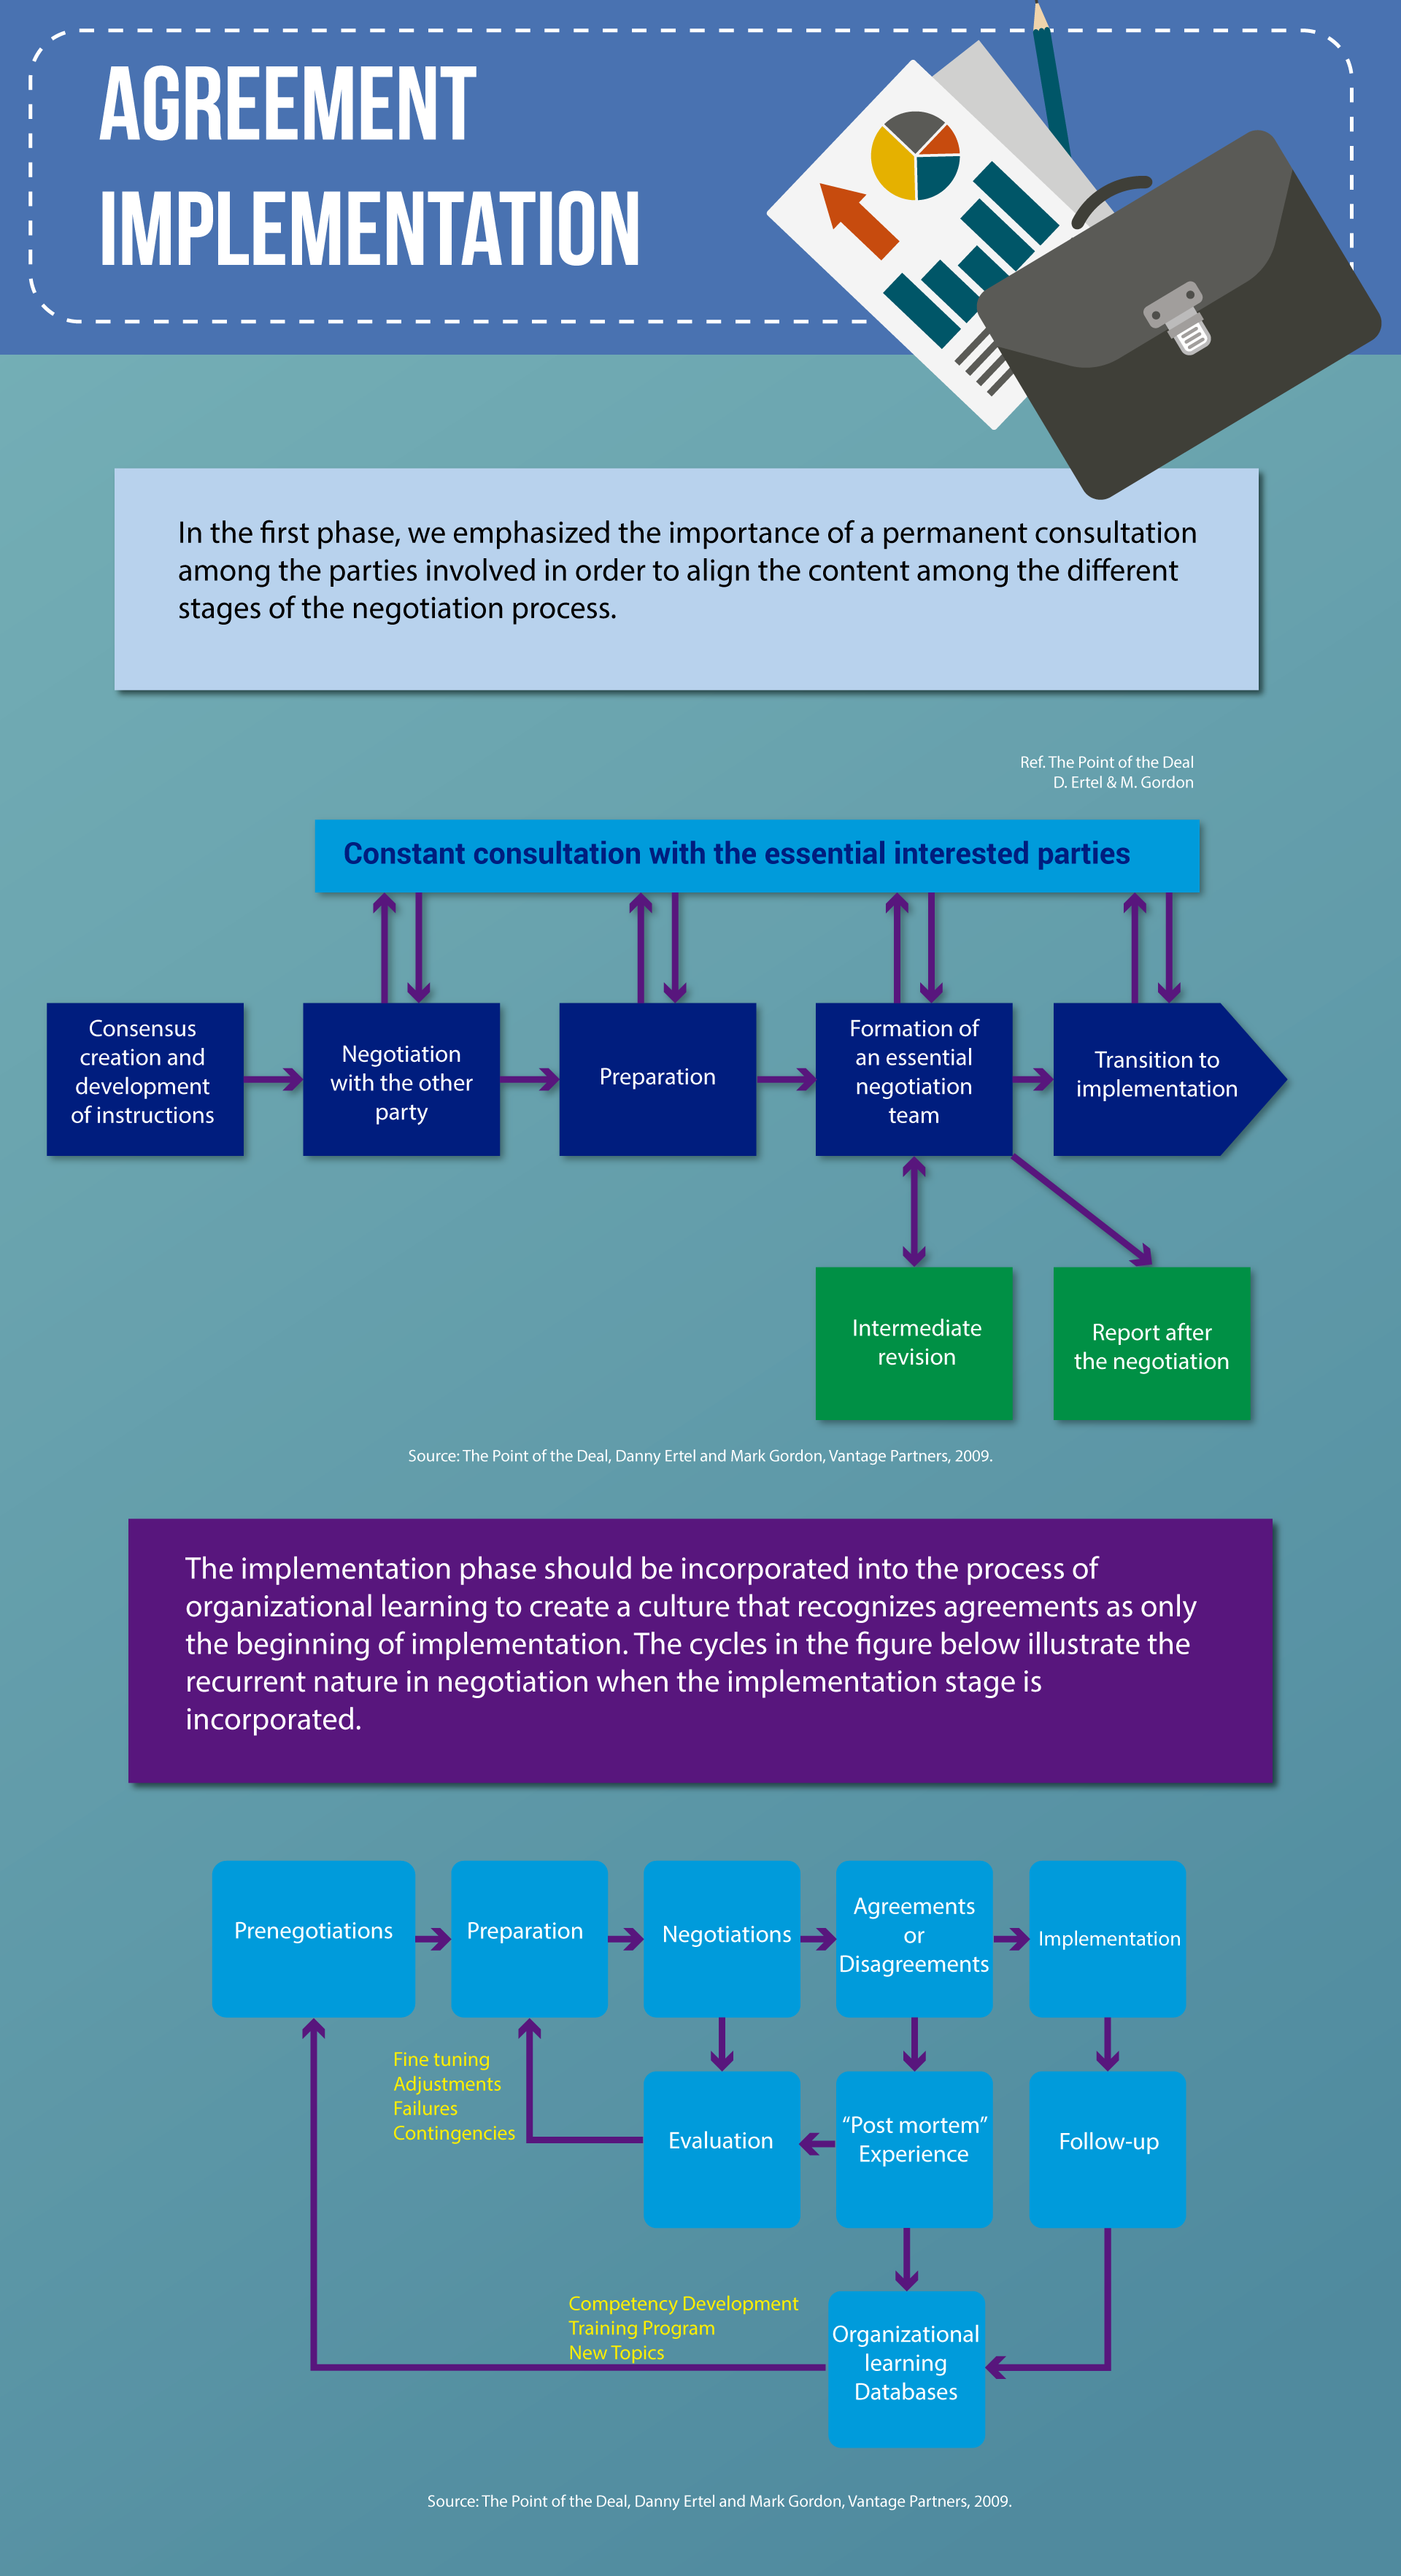 AGREEMENT
IMPLEMENTATION
In the first phase, we emphasized the importance of a permanent consultation
among the parties involved in order to align the content among the different
stages of the negotiation process.
Ref. The Point of the Deal
D. Ertel & M. Gordon
Constant consultation with the essential interested parties
Consensus
creation and
development
of instructions
Negotiation
with the other
party
Preparation
Formation of
an essential
negotiation
team
Transition to
implementation
Intermediate
revision
Report after
the negotiation
Source: The Point of the Deal, Danny Ertel and Mark Gordon, Vantage Partners, 2009.
The implementation phase should be incorporated into the process of
organizational learning to create a culture that recognizes agreements as only
the beginning of implementation. The cycles in the figure below illustrate the
recurrent nature in negotiation when the implementation stage is
incorporated.
Prenegotiations
Preparation
Negotiations
Agreements
or
Disagreements
Implementation
Fine tuning
Adjustments
Failures
Contingencies
Evaluation
“Post mortem”
Experience
Follow-up
Competency Development
Training Program
New Topics
Organizational
learning
Databases
Source: The Point of the Deal, Danny Ertel and Mark Gordon, Vantage Partners, 2009.